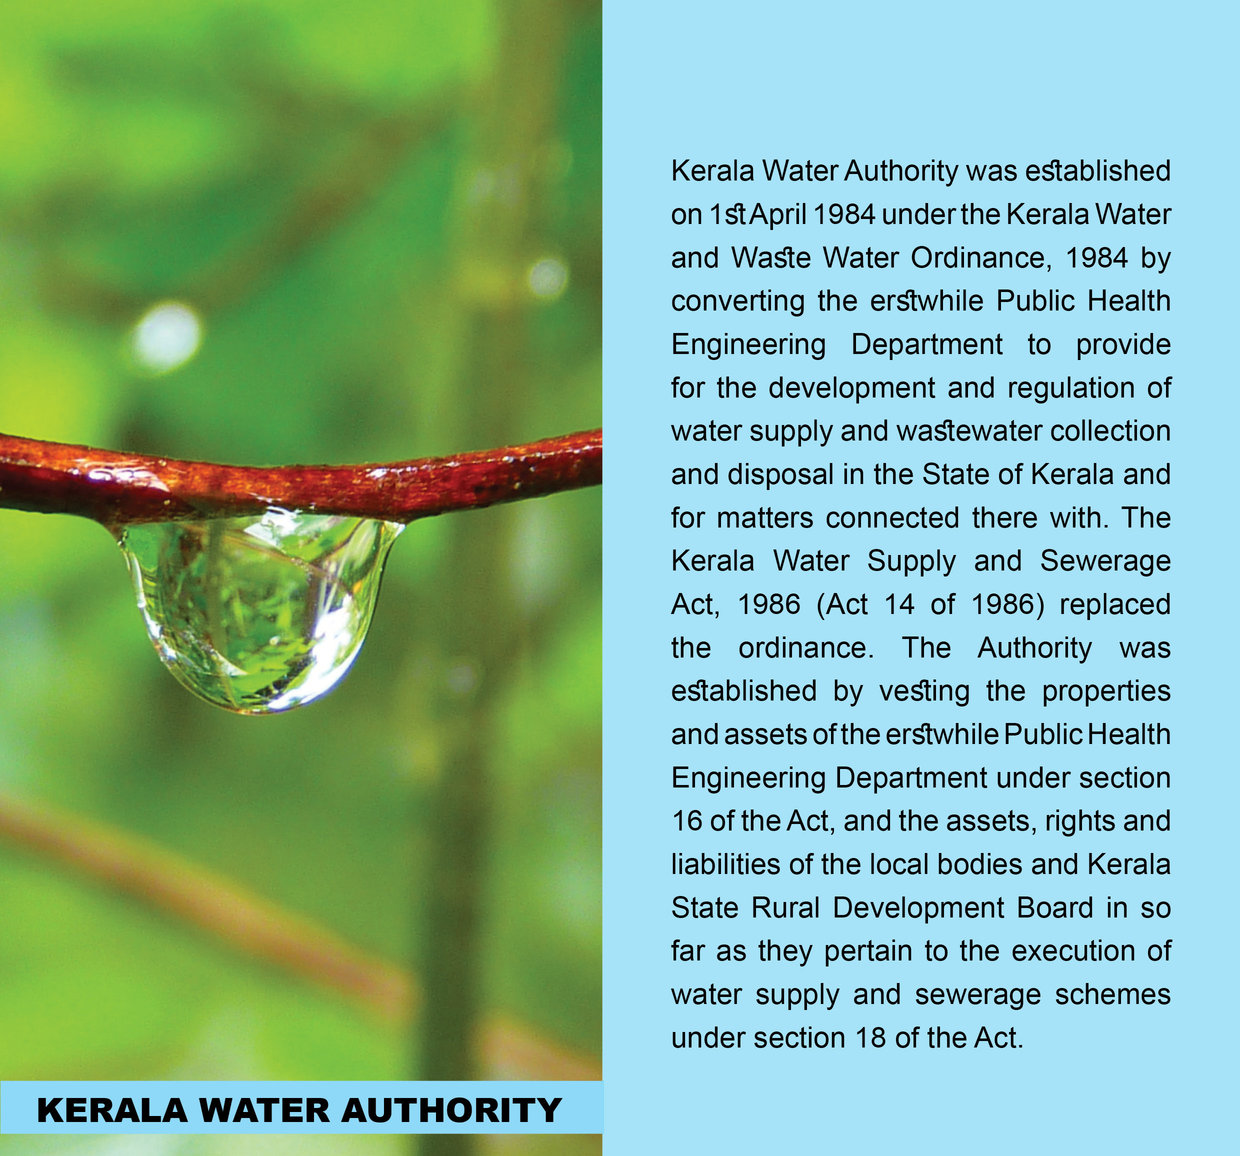 KERALA WATER AUTHORITY
Kerala Water Authority was established
on 1st April 1984 under the Kerala Water
and Waste Water Ordinance, 1984 by
converting the erstwhile Public Health
Engineering Department to provide
for the development and regulation of
water supply and wastewater collection
and disposal in the State of Kerala and
for matters connected there with. The
Kerala Water Supply and Sewerage
Act, 1986 (Act 14 of 1986) replaced
the ordinance. The Authority was
established by vesting the properties
and assets of the erstwhile Public Health
Engineering Department under section
16 of the Act, and the assets, rights and
liabilities of the local bodies and Kerala
State Rural Development Board in so
far as they pertain to the execution of
water supply and sewerage schemes
under section 18 of the Act.